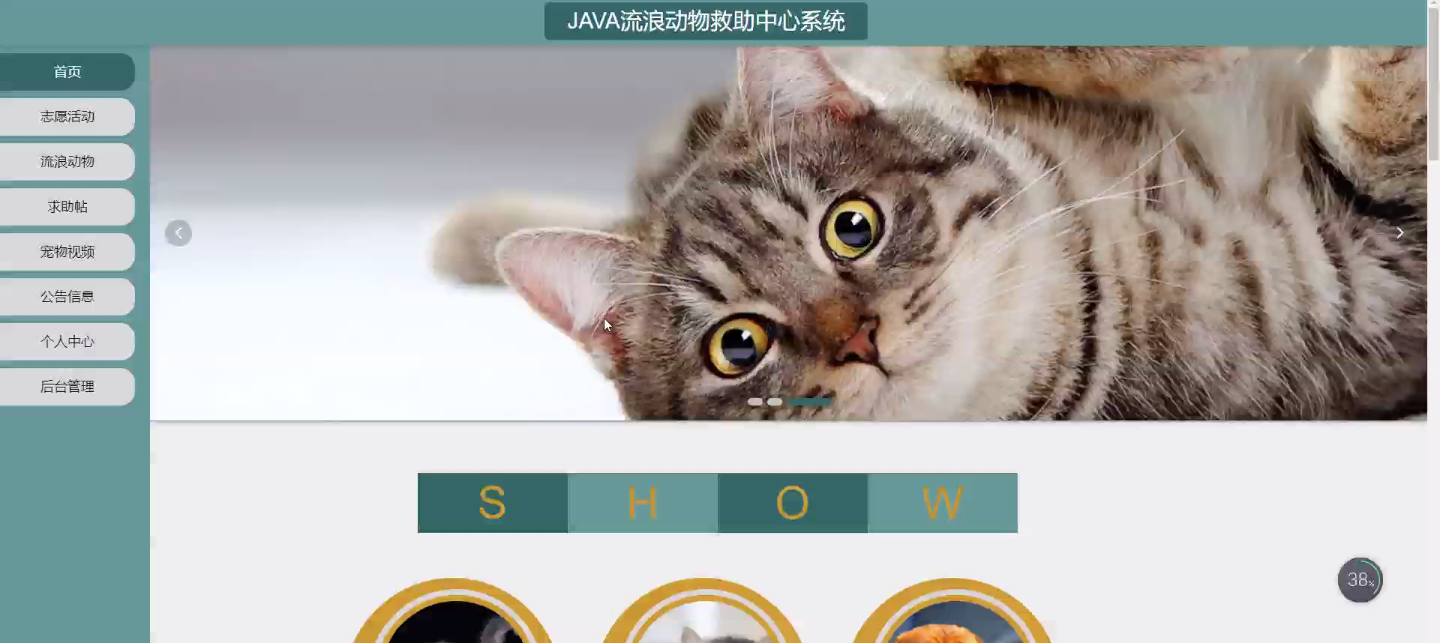 JAVA流浪动物救助中心系统
首页
志愿活动
流浪动物
求助帖
宠物视频
公告信息
个人中心
后台管理
S H O W
38%